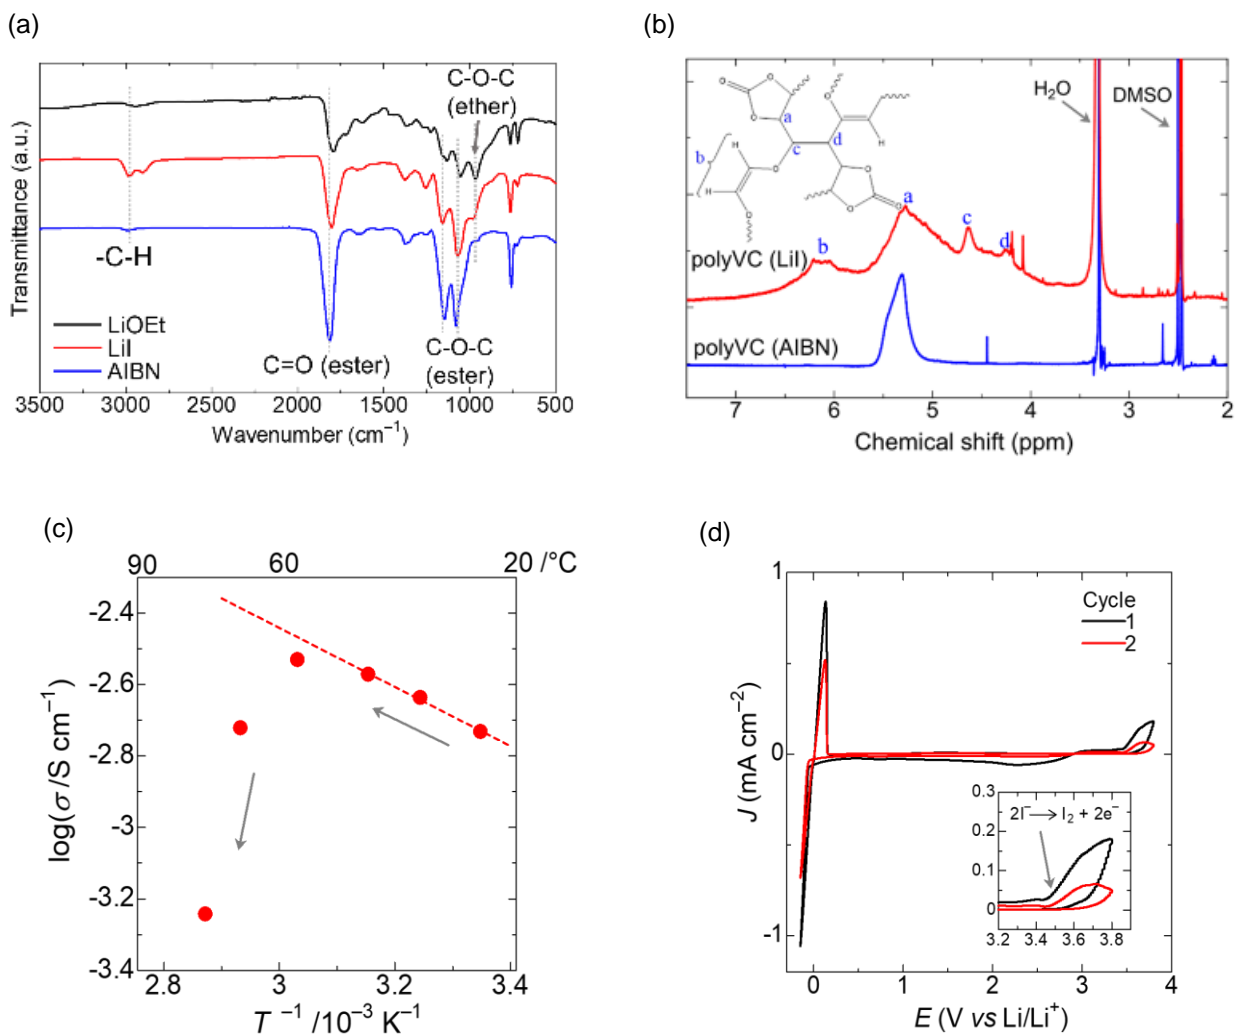 (a)
Transmittance (a.u.)
C-O-C
(ether)
-C-H
LiOEt
LiI
AIBN
C=O (ester)
C-O-C
(ester)
3500 3000 2500 2000 1500 1000 500
Wavenumber (cm⁻¹)
(b)
H₂O
DMSO
O
O
O
O
a
H
d
b
H
c
O
H
O
O
O
O
a
c
b
d
polyVC (LiI)
polyVC (AIBN)
7 6 5 4 3 2
Chemical shift (ppm)
(c)
90 60 20 /°C
log(σ /S cm⁻¹)
-2.4
-2.6
-2.8
-3
-3.2
-3.4
2.8 3 3.2 3.4
T ⁻¹ /10⁻³ K⁻¹
(d)
J (mA cm⁻²)
1
0
-1
Cycle
1
2
0.3
0.2
0.1
0
2I⁻ → I₂ + 2e⁻
3.2 3.4 3.6 3.8
0 1 2 3 4
E (V vs Li/Li⁺)